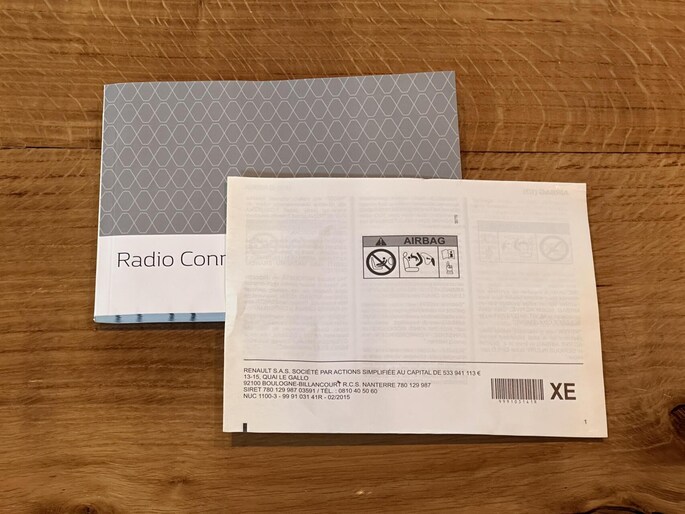 Radio Conn
AIRBAG
RENAULT S.A.S. SOCIÉTÉ PAR ACTIONS SIMPLIFIÉE AU CAPITAL DE 533 941 113 €
13-15, QUAI LE GALLO
92100 BOULOGNE-BILLANCOURT R.C.S. NANTERRE 780 129 987
SIRET 780 129 987 03591 / TÉL. : 0810 40 50 60
NUC 1100-3 - 99 91 031 41R - 02/2015
XE
999103141R
1